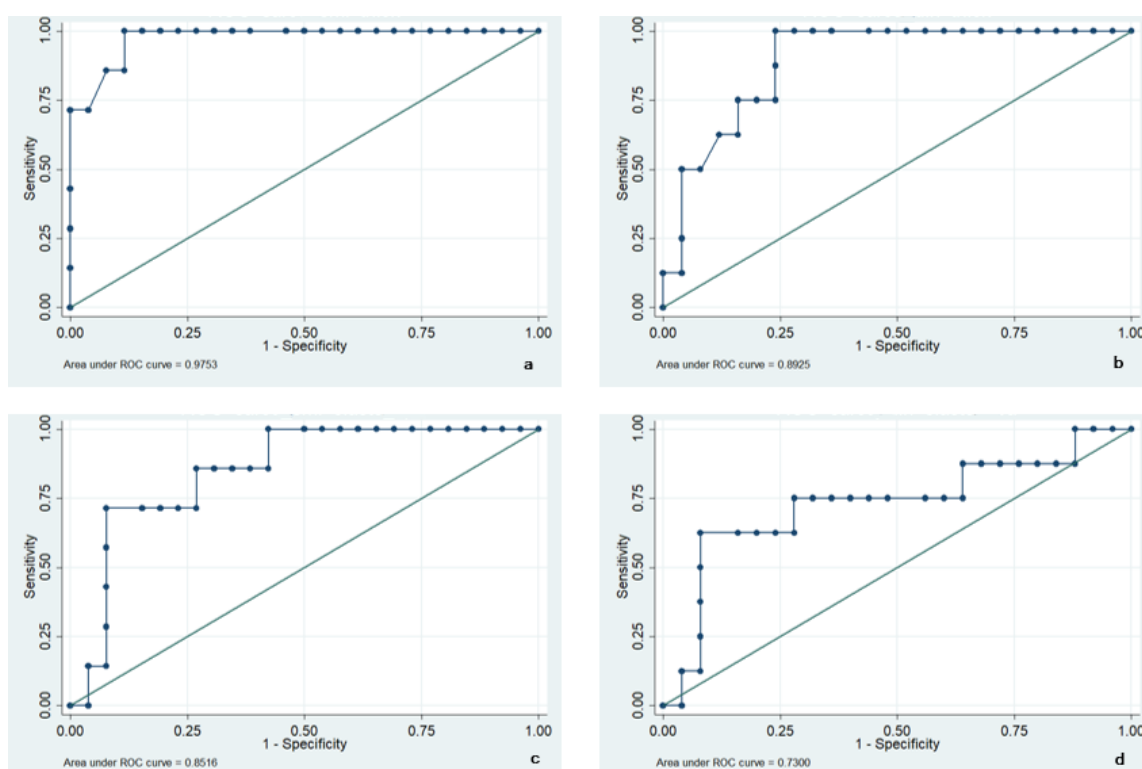 1.00
0.75
0.50
0.25
0.00
Sensitivity
0.00 0.25 0.50 0.75 1.00
1 - Specificity
Area under ROC curve = 0.9753
a
1.00
0.75
0.50
0.25
0.00
Sensitivity
0.00 0.25 0.50 0.75 1.00
1 - Specificity
Area under ROC curve = 0.8925
b
1.00
0.75
0.50
0.25
0.00
Sensitivity
0.00 0.25 0.50 0.75 1.00
1 - Specificity
Area under ROC curve = 0.8516
c
1.00
0.75
0.50
0.25
0.00
Sensitivity
0.00 0.25 0.50 0.75 1.00
1 - Specificity
Area under ROC curve = 0.7300
d